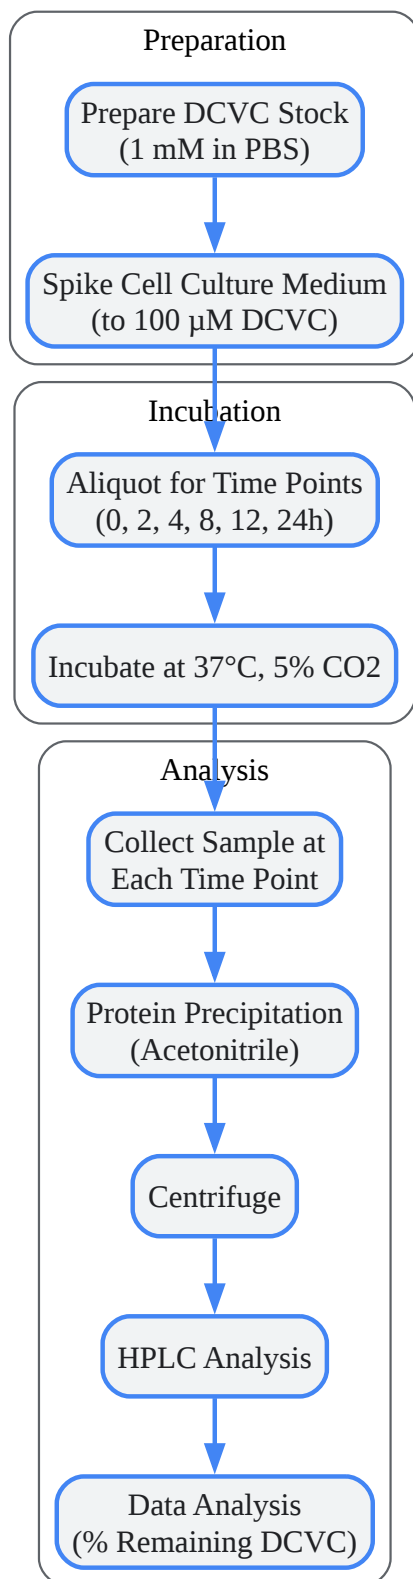 Preparation
Prepare DCVC Stock
(1 mM in PBS)
Spike Cell Culture Medium
(to 100 µM DCVC)
Incubation
Aliquot for Time Points
(0, 2, 4, 8, 12, 24h)
Incubate at 37°C, 5% CO2
Analysis
Collect Sample at
Each Time Point
Protein Precipitation
(Acetonitrile)
Centrifuge
HPLC Analysis
Data Analysis
(% Remaining DCVC)